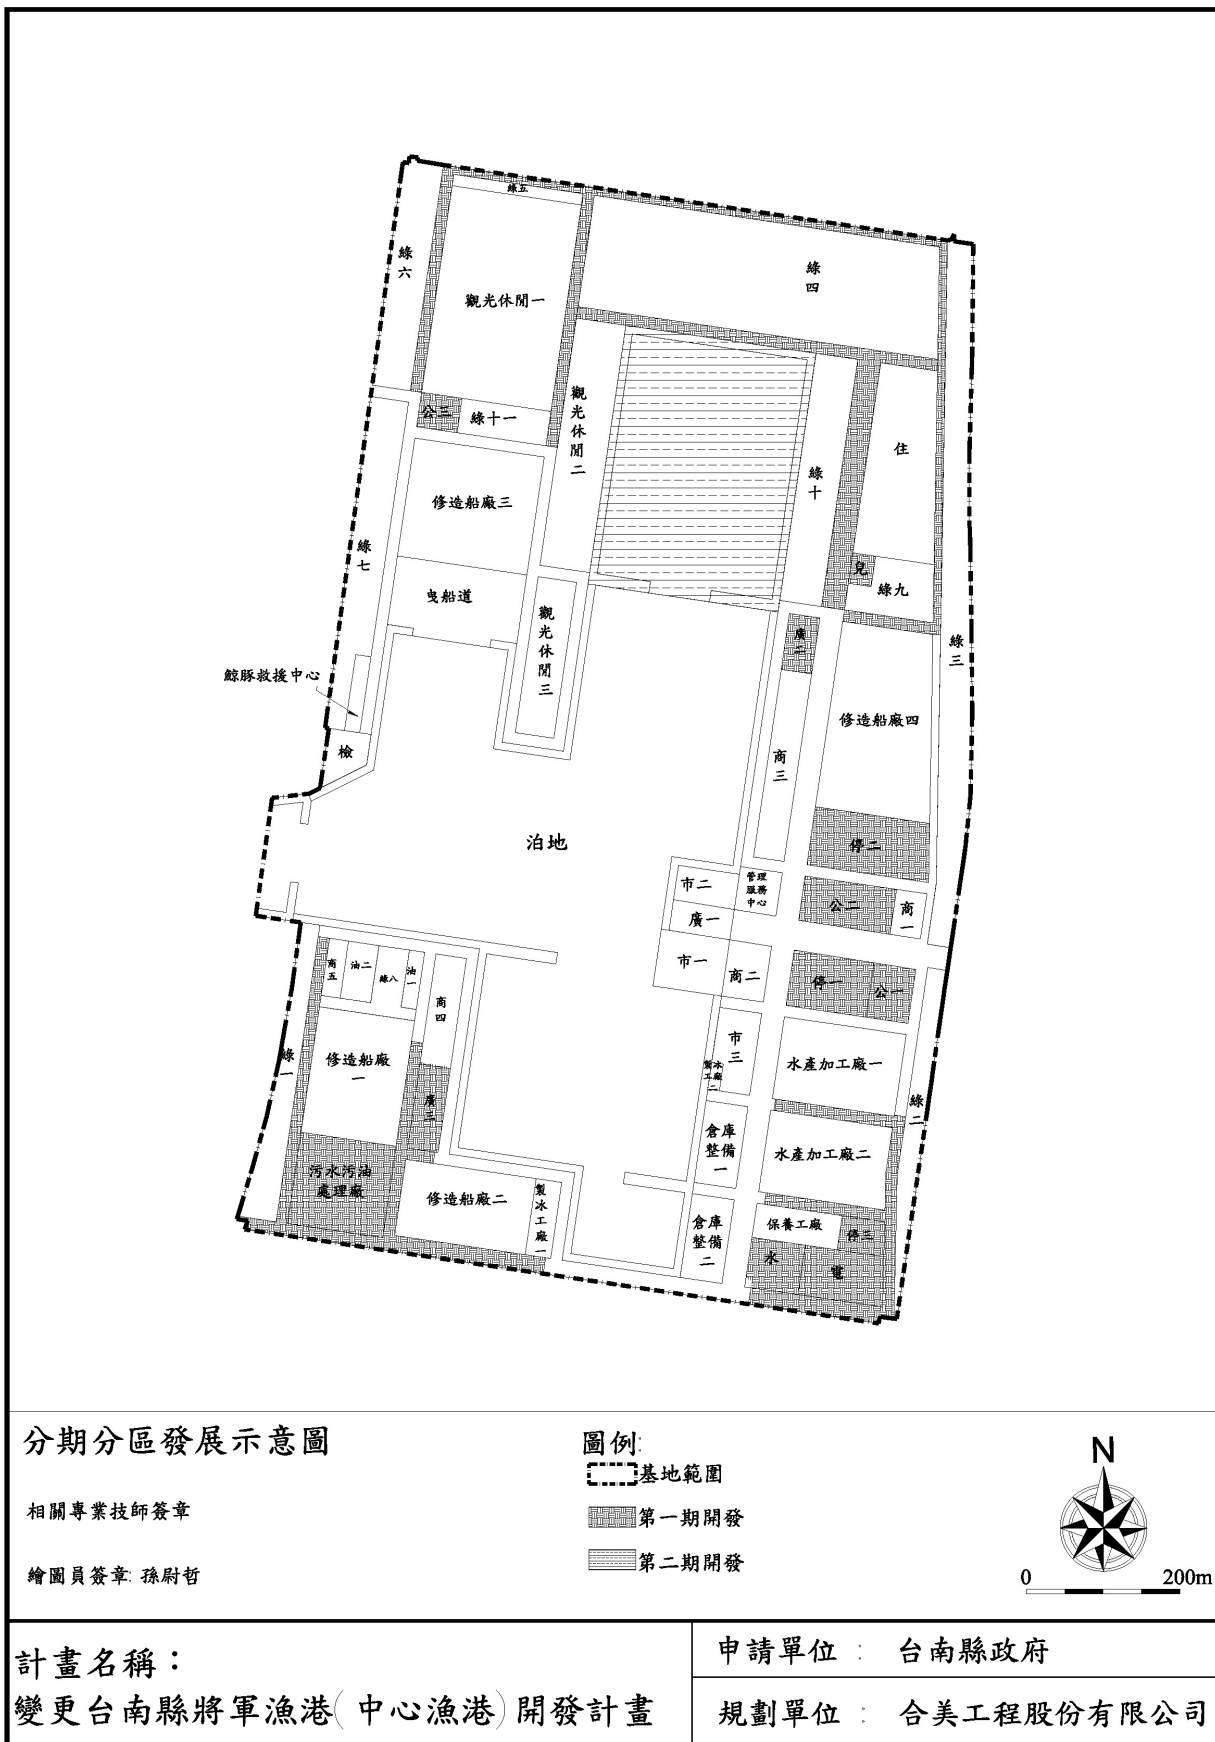 綠五
綠六
綠四
觀光休閒一
觀光休閒二
公三
綠十一
住
綠十
修造船廠三
綠七
兒
綠九
曳船道
觀光休閒三
廣二
綠三
鯨豚救援中心
修造船廠四
檢
商三
泊地
停二
市二
管理服務中心
公二
商一
廣一
市一
商二
停一
公一
商五
油二
綠八
油一
商四
綠一
修造船廠一
市三
製冰工廠二
水產加工廠一
廣三
綠二
倉庫整備一
水產加工廠二
污水污油處理廠
修造船廠二
製冰工廠一
倉庫整備二
保養工廠
停三
水
電
分期分區發展示意圖
相關專業技師簽章
繪圖員簽章: 孫尉哲
圖例:
基地範圍
第一期開發
第二期開發
N
0 200m
計畫名稱：
變更台南縣將軍漁港(中心漁港)開發計畫
申請單位 : 台南縣政府
規劃單位 : 合美工程股份有限公司